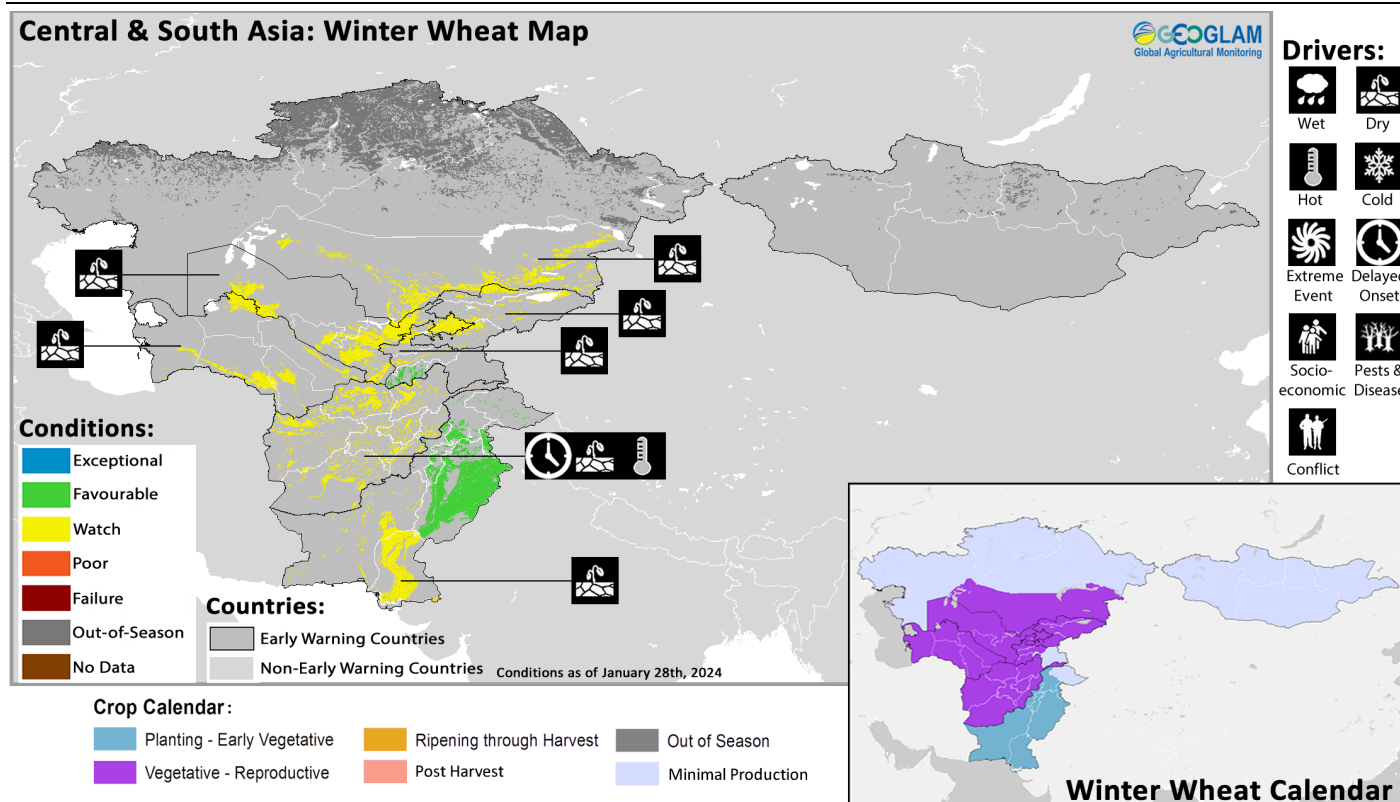 Central & South Asia: Winter Wheat Map
GEOGLAM
Global Agricultural Monitoring
Drivers:
Wet
Dry
Hot
Cold
Extreme
Event
Delayed
Onset
Socio-
economic
Pests &
Disease
Conflict
Conditions:
Exceptional
Favourable
Watch
Poor
Failure
Out-of-Season
No Data
Countries:
Early Warning Countries
Non-Early Warning Countries
Conditions as of January 28th, 2024
Crop Calendar:
Planting - Early Vegetative
Ripening through Harvest
Out of Season
Vegetative - Reproductive
Post Harvest
Minimal Production
Winter Wheat Calendar